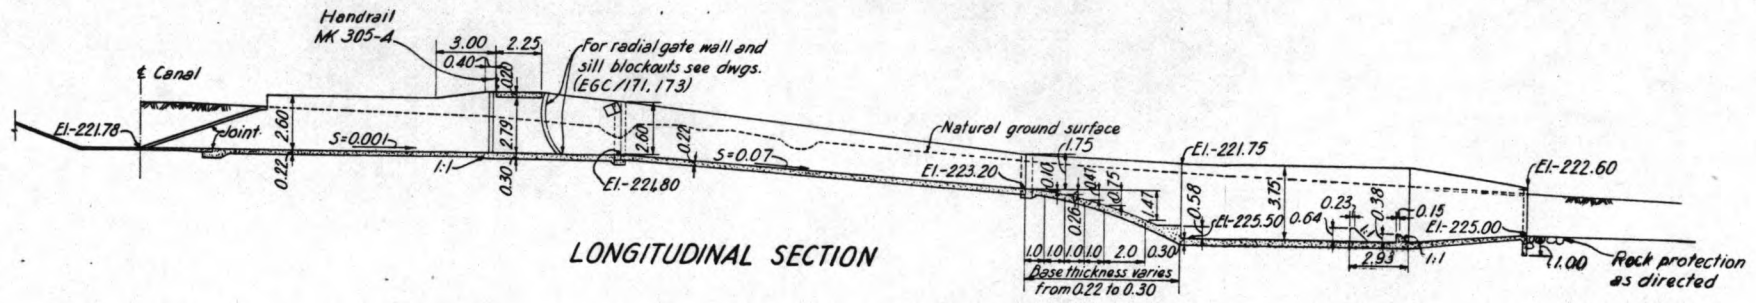 Handrail
MK 305-A
3.00
2.25
0.40
0.20
For radial gate wall and
sill blockouts see dwgs.
(EGC/171,173)
℄ Canal
El.-221.78
2.60
Joint
S=0.001
0.22
1:1
2.79
0.30
2.60
0.22
El.-221.80
S=0.07
Natural ground surface
El.-223.20
1.75
0.10
0.26
0.41
0.75
1.47
1.0
1.0
1.0
1.0
2.0
0.30
Base thickness varies
from 0.22 to 0.30
El.-221.75
0.58
El-225.50
3.75
0.23
0.64
0.38
0.15
2.93
1:1
El.-225.00
El.-222.60
1.00
Rock protection
as directed
LONGITUDINAL SECTION